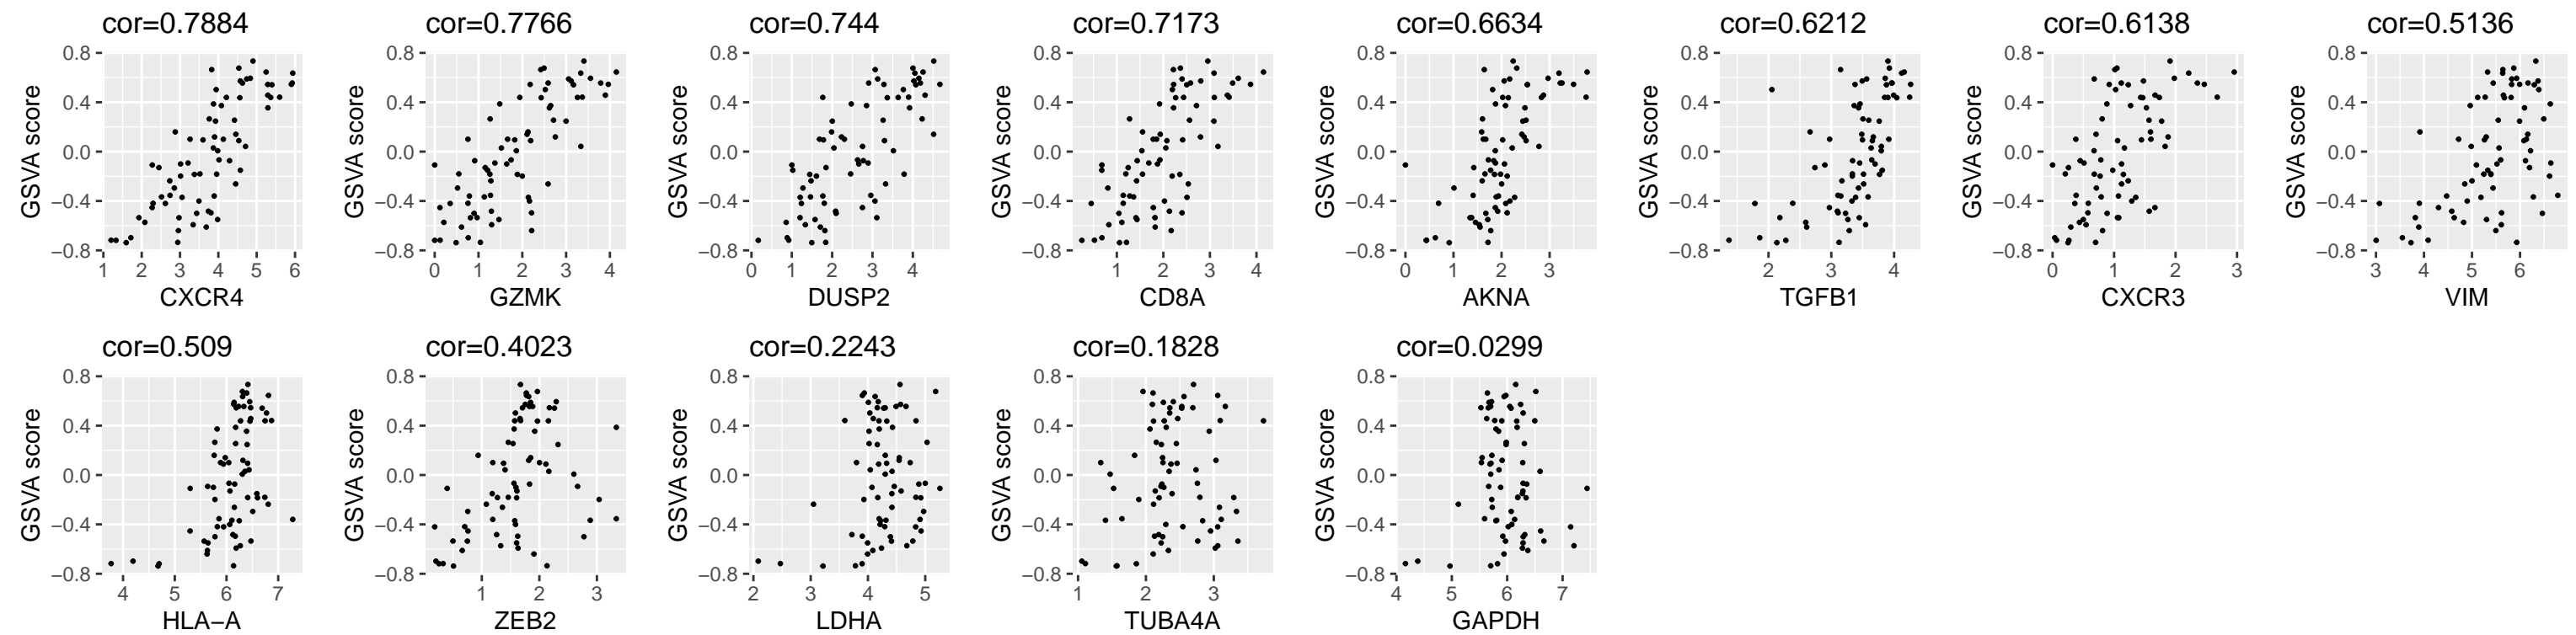 cor=0.7884 cor=0.7766 cor=0.744 cor=0.7173 cor=0.6634 cor=0.6212 cor=0.6138 cor=0.5136
0.8 0.8 0.8 0.8 0.8 0.8 0.8 0.8
0.4 0.4 0.4 0.4 0.4 0.4 0.4 0.4
GSVA score GSVA score GSVA score GSVA score GSVA score GSVA score GSVA score GSVA score
0.0 0.0 0.0 0.0 0.0 0.0 0.0 0.0
−0.4 −0.4 −0.4 −0.4 −0.4 −0.4 −0.4 −0.4
−0.8 −0.8 −0.8 −0.8 −0.8 −0.8 −0.8 −0.8
1 2 3 4 5 6 0 1 2 3 4 0 1 2 3 4 1 2 3 4 0 1 2 3 2 3 4 0 1 2 3 3 4 5 6
CXCR4 GZMK DUSP2 CD8A AKNA TGFB1 CXCR3 VIM
cor=0.509 cor=0.4023 cor=0.2243 cor=0.1828 cor=0.0299
0.8 0.8 0.8 0.8 0.8
0.4 0.4 0.4 0.4 0.4
GSVA score GSVA score GSVA score GSVA score GSVA score
0.0 0.0 0.0 0.0 0.0
−0.4 −0.4 −0.4 −0.4 −0.4
−0.8 −0.8 −0.8 −0.8 −0.8
4 5 6 7 1 2 3 2 3 4 5 1 2 3 4 5 6 7
HLA−A ZEB2 LDHA TUBA4A GAPDH